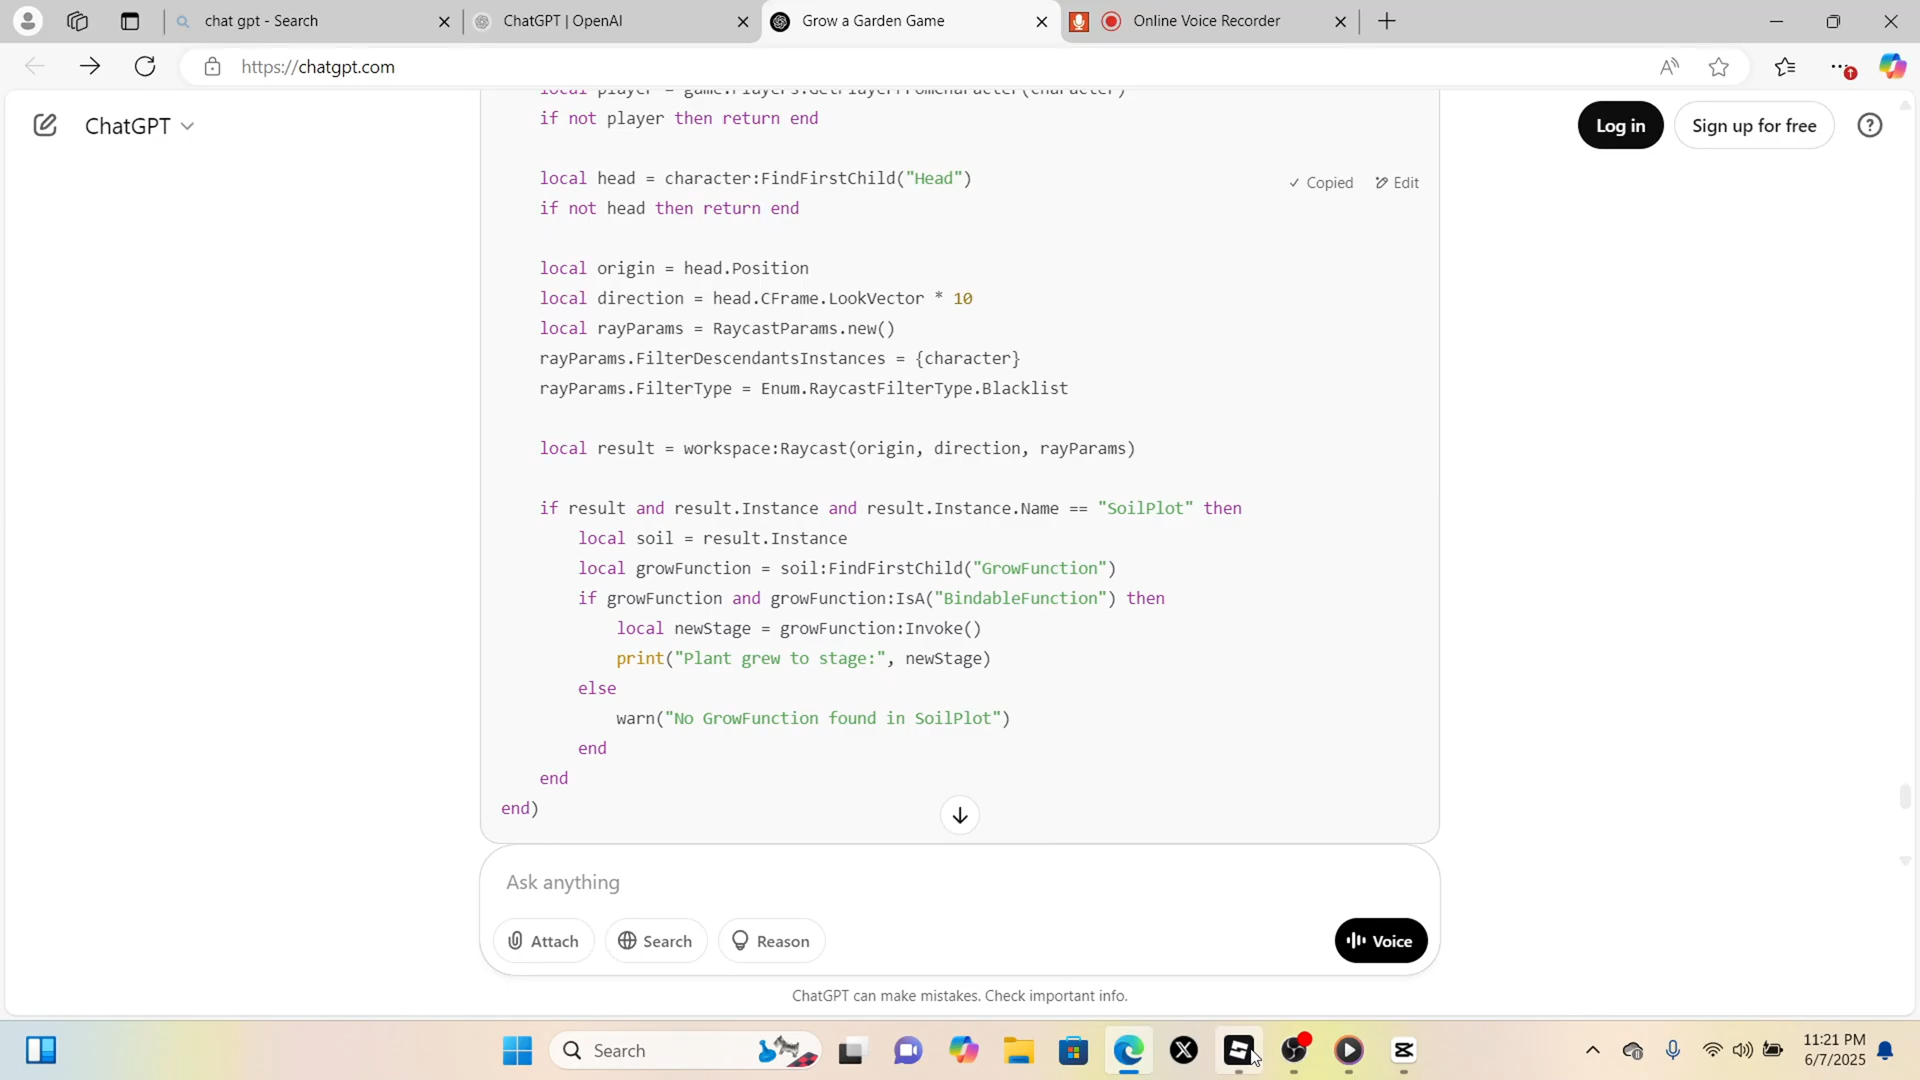 chat gpt - Search
ChatGPT | OpenAI
Grow a Garden Game
Online Voice Recorder
https://chatgpt.com
ChatGPT
Log in
Sign up for free
local player = game.Players:GetPlayerFromCharacter(character)
if not player then return end
local head = character:FindFirstChild("Head")
Copied
Edit
if not head then return end
local origin = head.Position
local direction = head.CFrame.LookVector * 10
local rayParams = RaycastParams.new()
rayParams.FilterDescendantsInstances = {character}
rayParams.FilterType = Enum.RaycastFilterType.Blacklist
local result = workspace:Raycast(origin, direction, rayParams)
if result and result.Instance and result.Instance.Name == "SoilPlot" then
local soil = result.Instance
local growFunction = soil:FindFirstChild("GrowFunction")
if growFunction and growFunction:IsA("BindableFunction") then
local newStage = growFunction:Invoke()
print("Plant grew to stage:", newStage)
else
warn("No GrowFunction found in SoilPlot")
end
end
end)
Ask anything
Attach
Search
Reason
Voice
ChatGPT can make mistakes. Check important info.
Search
11:21 PM
6/7/2025